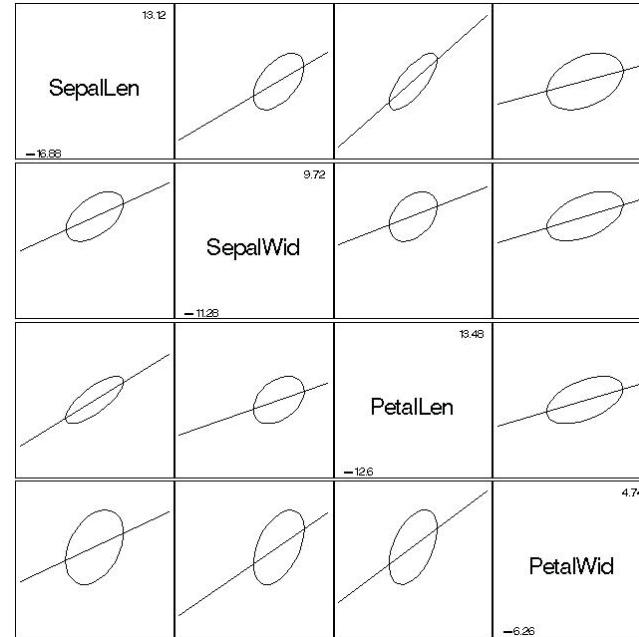 13.12
SepalLen
-16.88
9.72
SepalWid
-11.28
13.48
PetalLen
-12.6
4.74
PetalWid
-6.26